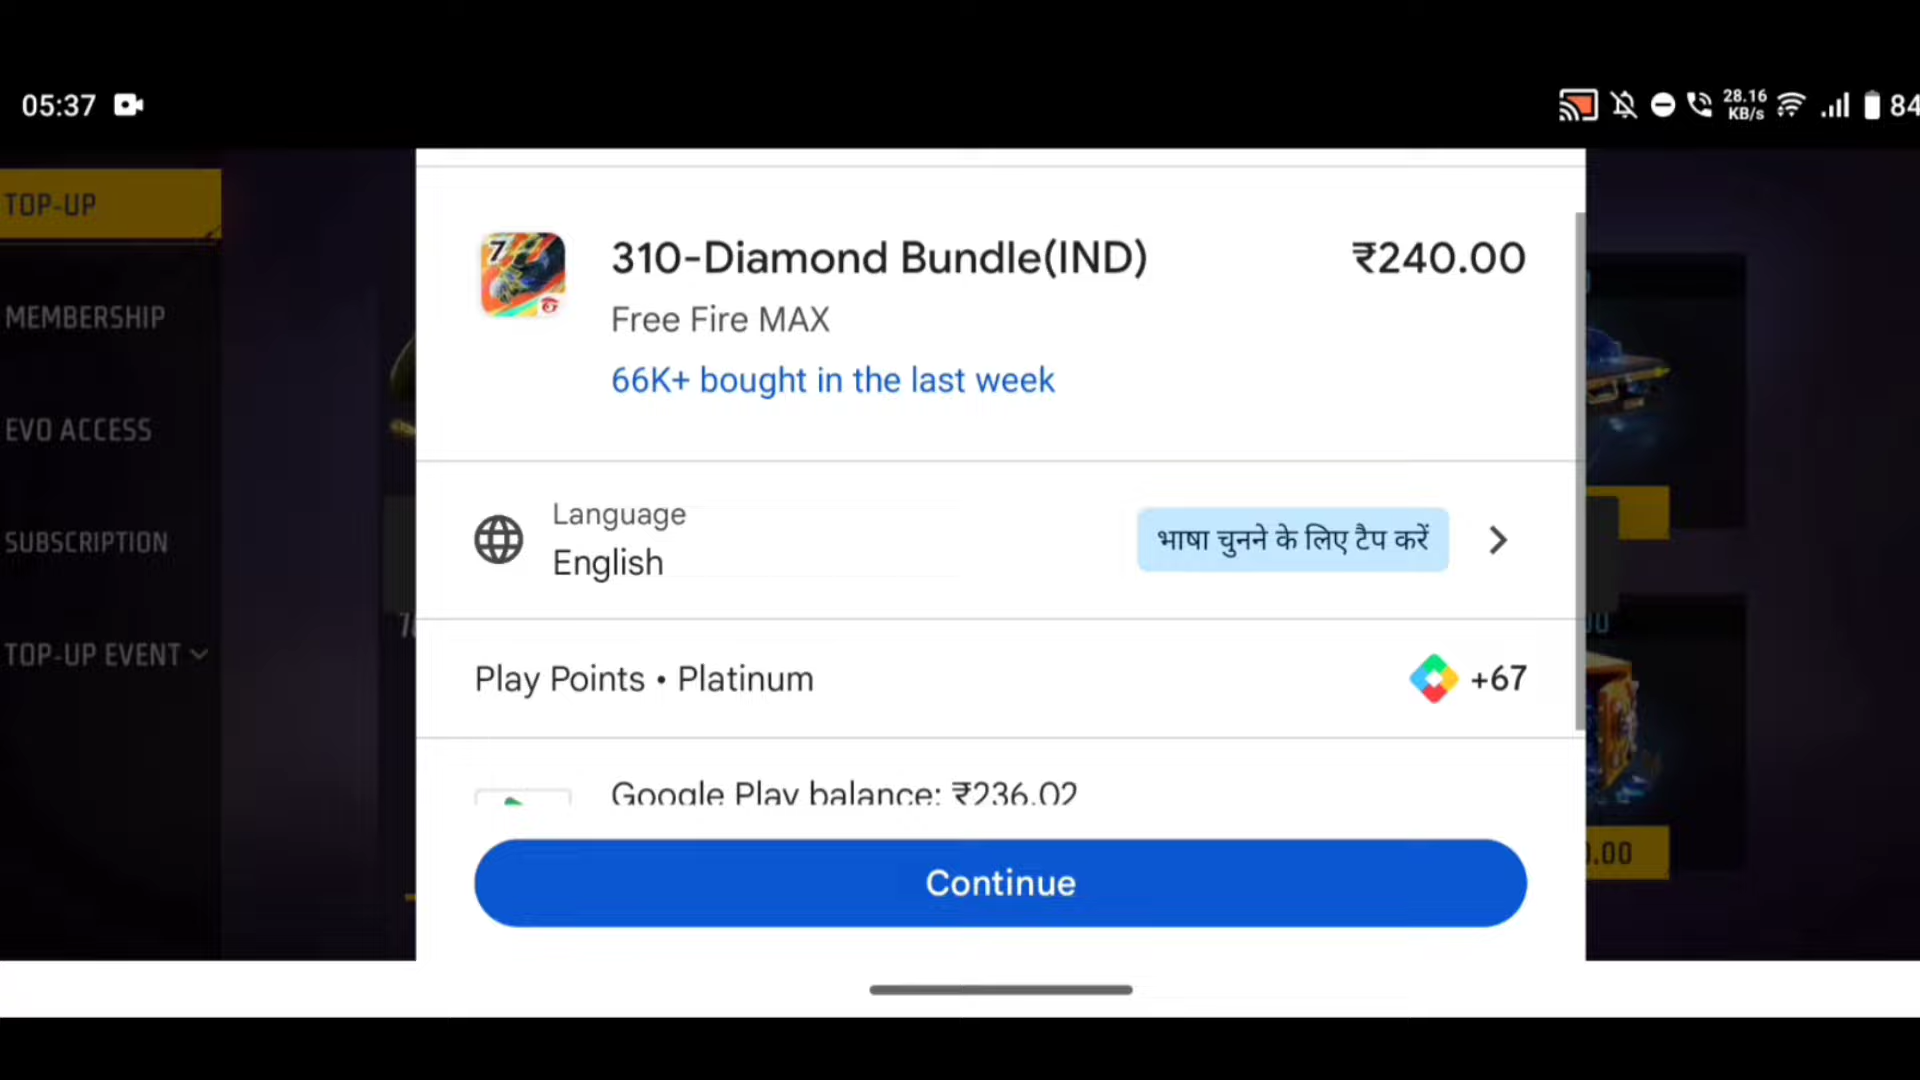 05:37
28.16
KB/s
84
TOP-UP
MEMBERSHIP
EVO ACCESS
SUBSCRIPTION
TOP-UP EVENT
7
310-Diamond Bundle(IND)
₹240.00
Free Fire MAX
66K+ bought in the last week
Language
English
भाषा चुनने के लिए टैप करें
Play Points • Platinum
+67
Google Play balance: ₹236.02
Continue
.00